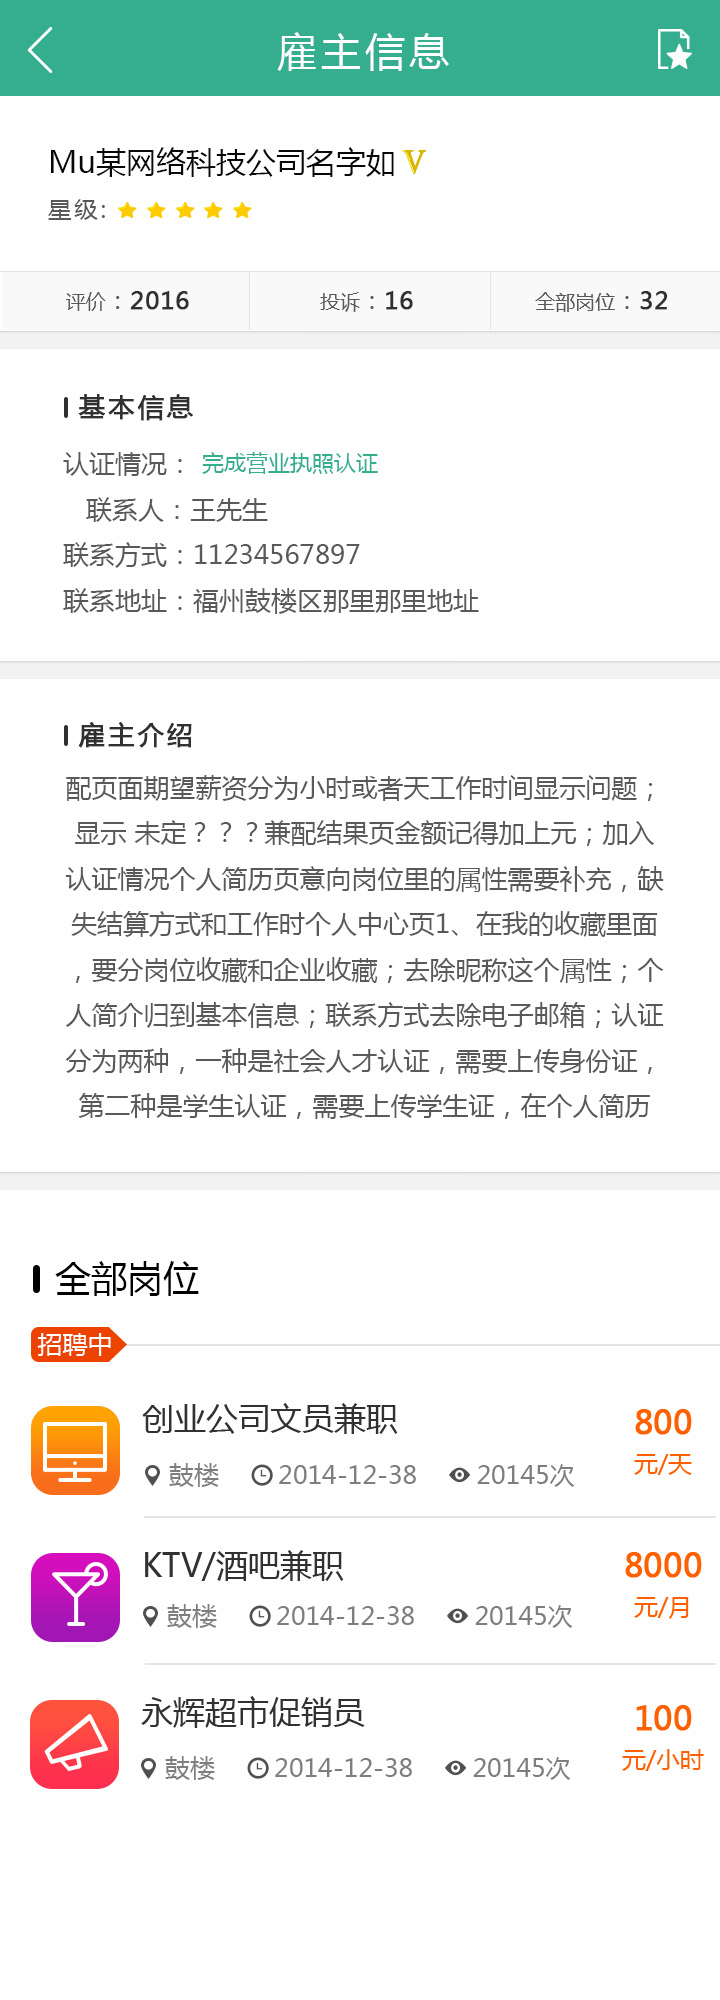 雇主信息
Mu某网络科技公司名字如 V
星级:
评价：2016 投诉：16 全部岗位：32
基本信息
认证情况： 完成营业执照认证
联系人：王先生
联系方式：11234567897
联系地址：福州鼓楼区那里那里地址
雇主介绍
配页面期望薪资分为小时或者天工作时间显示问题；
显示 未定？？？兼配结果页金额记得加上元；加入
认证情况个人简历页意向岗位里的属性需要补充，缺
失结算方式和工作时个人中心页1、在我的收藏里面
，要分岗位收藏和企业收藏；去除昵称这个属性；个
人简介归到基本信息；联系方式去除电子邮箱；认证
分为两种，一种是社会人才认证，需要上传身份证，
第二种是学生认证，需要上传学生证，在个人简历
全部岗位
招聘中
创业公司文员兼职 800
鼓楼 2014-12-38 20145次 元/天
KTV/酒吧兼职 8000
鼓楼 2014-12-38 20145次 元/月
永辉超市促销员 100
鼓楼 2014-12-38 20145次 元/小时